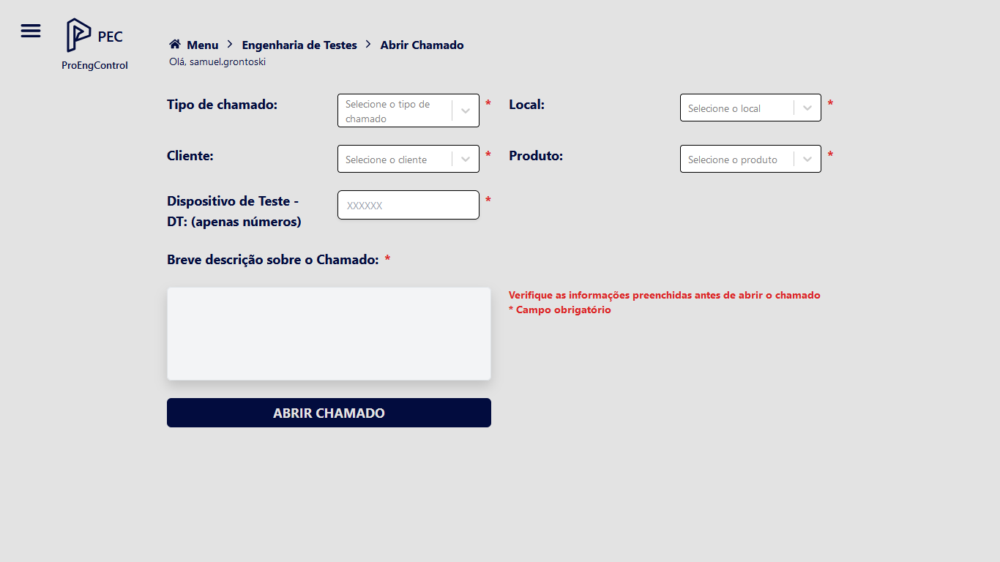 PEC
ProEngControl
Menu > Engenharia de Testes > Abrir Chamado
Olá, samuel.grontoski
Tipo de chamado:
Selecione o tipo de
chamado
*
Local:
Selecione o local
*
Cliente:
Selecione o cliente
*
Produto:
Selecione o produto
*
Dispositivo de Teste -
DT: (apenas números)
XXXXXX
*
Breve descrição sobre o Chamado: *
Verifique as informações preenchidas antes de abrir o chamado
* Campo obrigatório
ABRIR CHAMADO